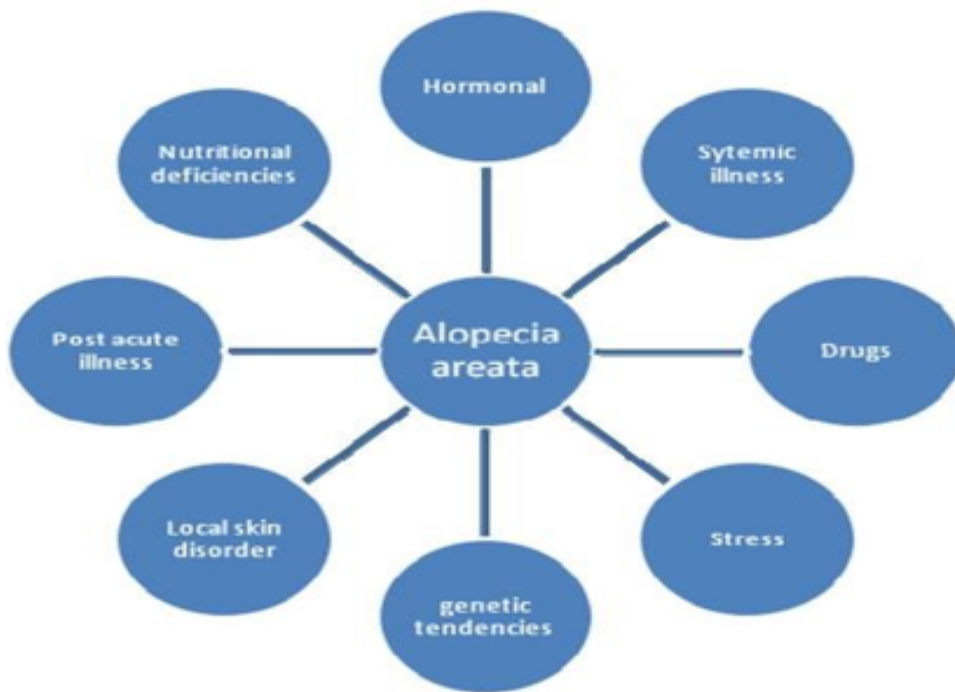 Hormonal
Sytemic
illness
Drugs
Stress
genetic
tendencies
Local skin
disorder
Post acute
illness
Nutritional
deficiencies
Alopecia
areata